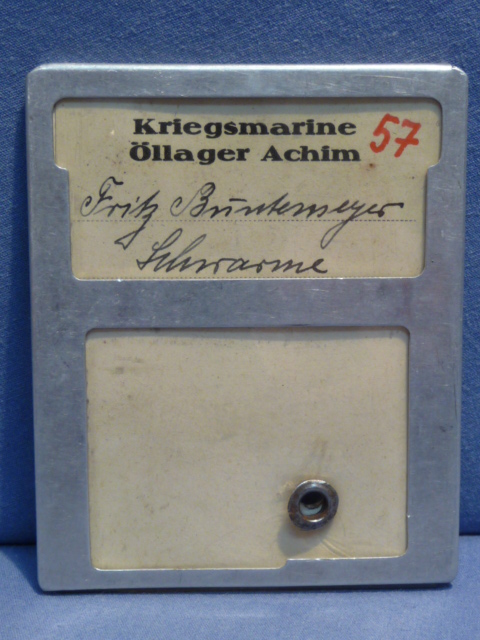 Kriegsmarine 57
Öllager Achim
Fritz Buntemeyer
Schwarme